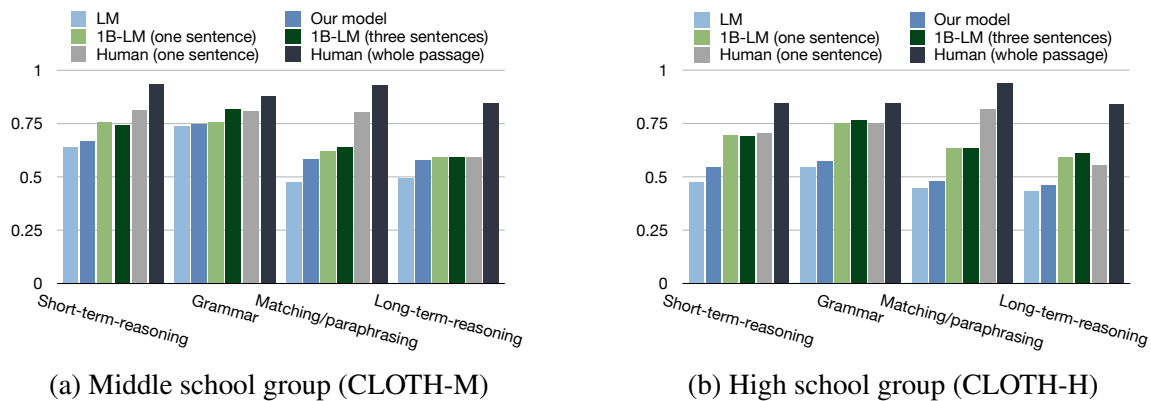 LM Our model
1B-LM (one sentence) 1B-LM (three sentences)
Human (one sentence) Human (whole passage)
1
0.75
0.5
0.25
0
Short-term-reasoning
Grammar
Matching/paraphrasing
Long-term-reasoning
(a) Middle school group (CLOTH-M)
LM Our model
1B-LM (one sentence) 1B-LM (three sentences)
Human (one sentence) Human (whole passage)
1
0.75
0.5
0.25
0
Short-term-reasoning
Grammar
Matching/paraphrasing
Long-term-reasoning
(b) High school group (CLOTH-H)